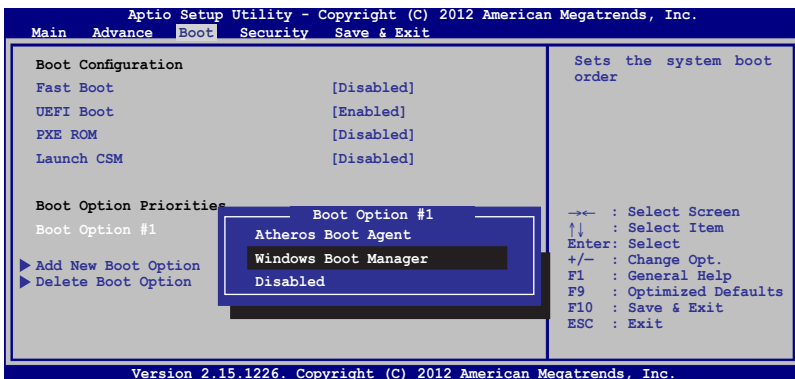 Aptio Setup Utility - Copyright (C) 2012 American Megatrends, Inc.
Main Advance Boot Security Save & Exit
Boot Configuration
Fast Boot [Disabled]
UEFI Boot [Enabled]
PXE ROM [Disabled]
Launch CSM [Disabled]
Boot Option Priorities
Boot Option #1
Add New Boot Option
Delete Boot Option
Boot Option #1
Atheros Boot Agent
Windows Boot Manager
Disabled
Sets the system boot
order
→← : Select Screen
↑↓ : Select Item
Enter: Select
+/— : Change Opt.
F1 : General Help
F9 : Optimized Defaults
F10 : Save & Exit
ESC : Exit
Version 2.15.1226. Copyright (C) 2012 American Megatrends, Inc.